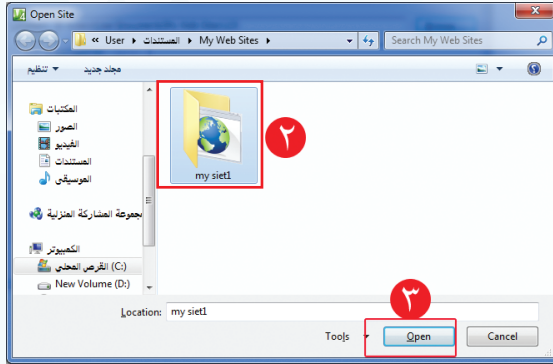 Open Site
« User ▸ المستندات ▸ My Web Sites ▸
Search My Web Sites
تنظيم ▼ مجلد جديد
المكتبات
الصور
الفيديو
المستندات
الموسيقى
مجموعة المشاركة المنزلية
الكمبيوتر
القرص المحلي (C:)
New Volume (D:)
my siet1
٢
Location: my siet1
٣
Tools ▼ Open Cancel